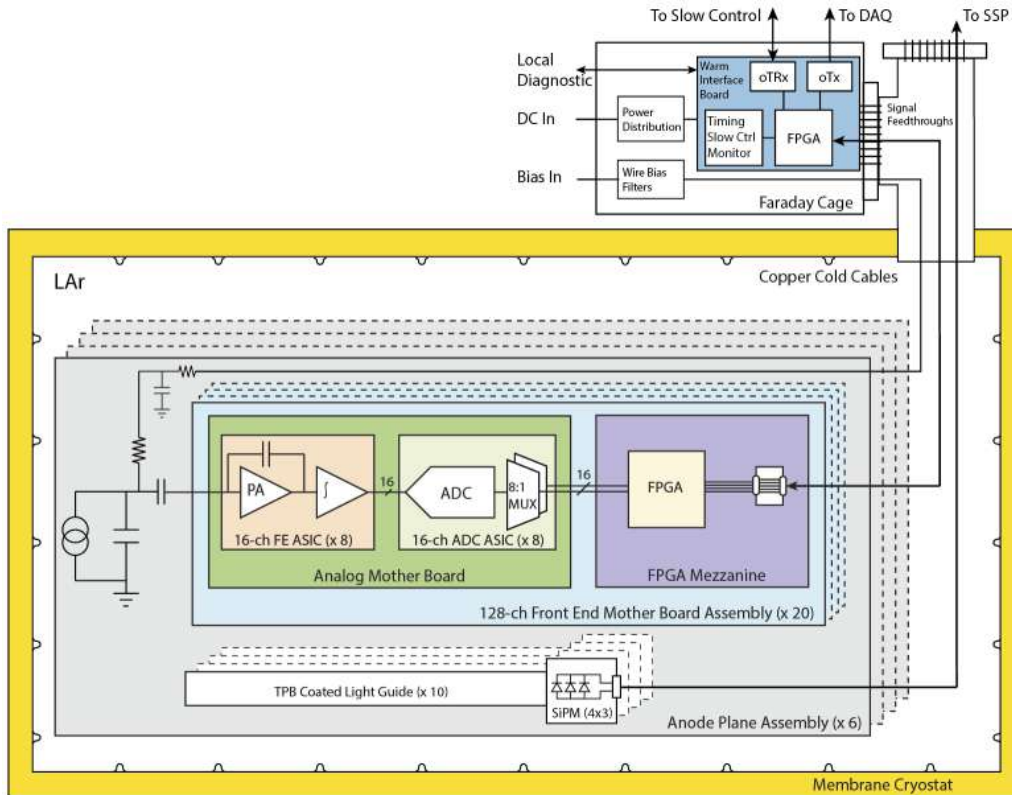 To Slow Control
To DAQ
To SSP
Local
Diagnostic
Warm
Interface
Board
oTRx
oTx
Signal
Feedthroughs
DC In
Power
Distribution
Timing
Slow Ctrl
Monitor
FPGA
Bias In
Wire Bias
Filters
Faraday Cage
LAr
Copper Cold Cables
PA
∫
16
ADC
8:1
MUX
16
FPGA
16-ch FE ASIC (x 8)
16-ch ADC ASIC (x 8)
Analog Mother Board
FPGA Mezzanine
128-ch Front End Mother Board Assembly (x 20)
TPB Coated Light Guide (x 10)
SiPM (4x3)
Anode Plane Assembly (x 6)
Membrane Cryostat